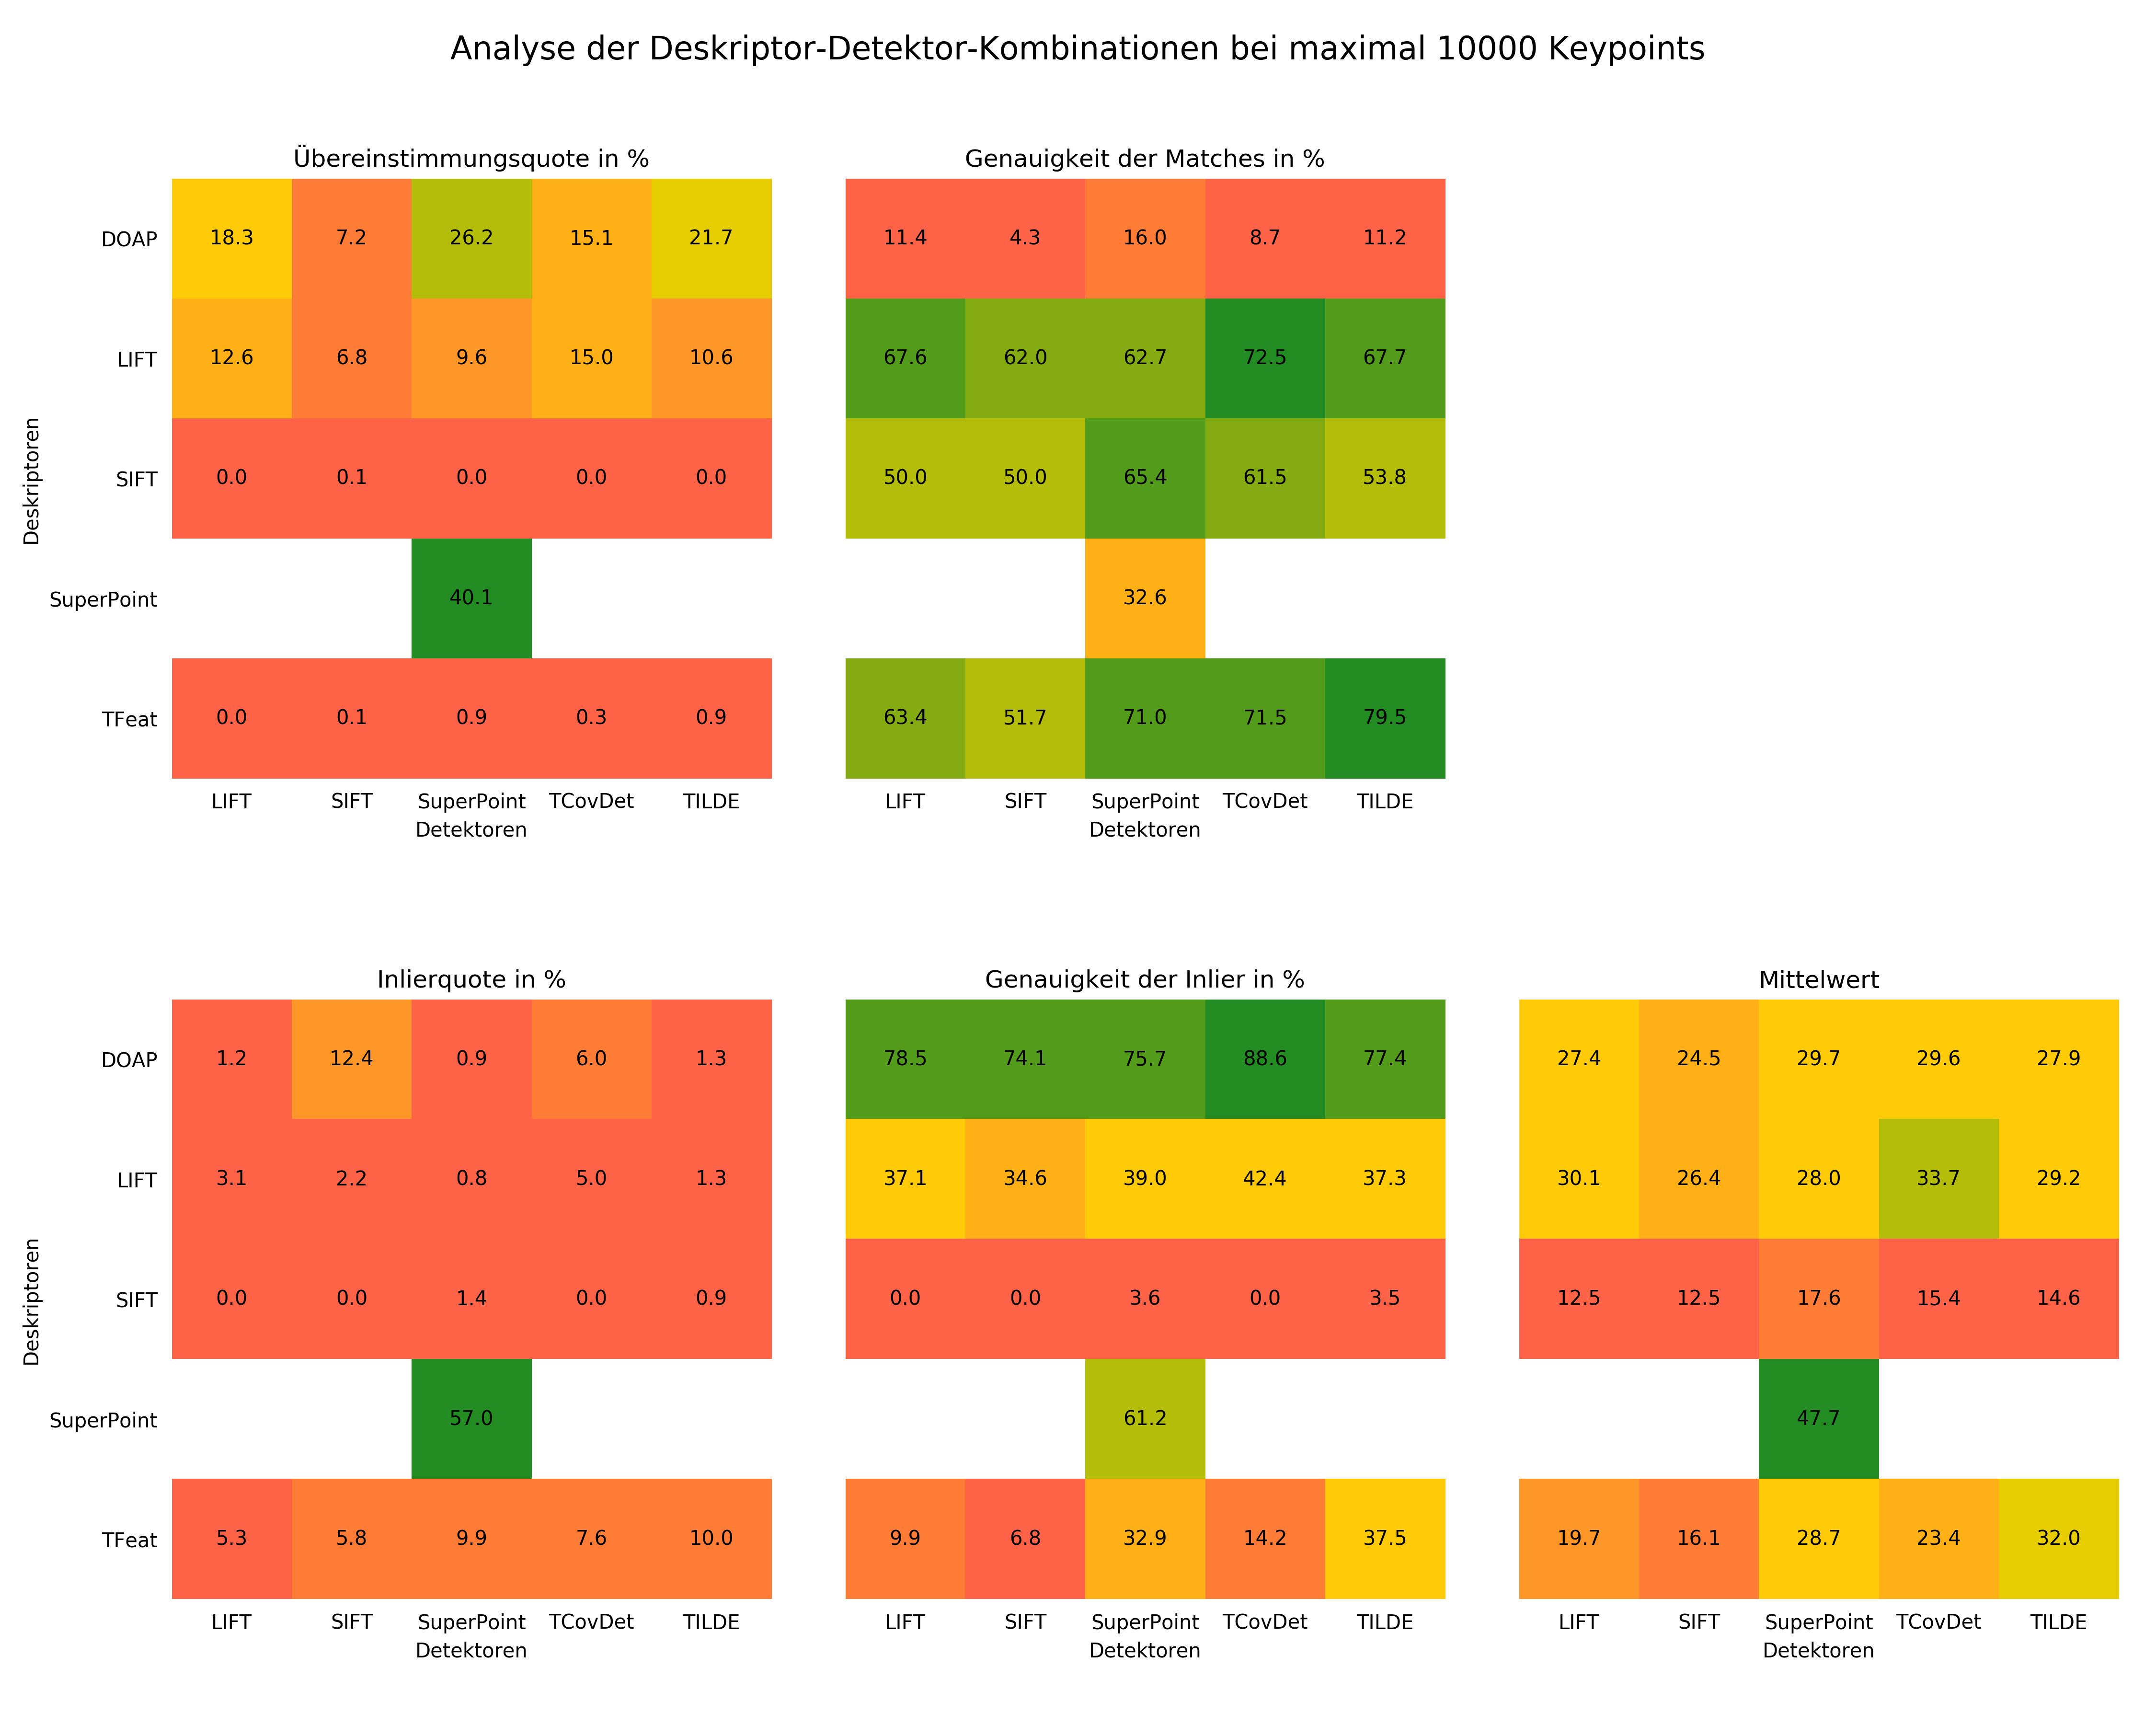 Analyse der Deskriptor-Detektor-Kombinationen bei maximal 10000 Keypoints
Übereinstimmungsquote in %
Deskriptoren
DOAP 18.3 7.2 26.2 15.1 21.7
LIFT 12.6 6.8 9.6 15.0 10.6
SIFT 0.0 0.1 0.0 0.0 0.0
SuperPoint 40.1
TFeat 0.0 0.1 0.9 0.3 0.9
LIFT SIFT SuperPoint TCovDet TILDE
Detektoren
Genauigkeit der Matches in %
11.4 4.3 16.0 8.7 11.2
67.6 62.0 62.7 72.5 67.7
50.0 50.0 65.4 61.5 53.8
32.6
63.4 51.7 71.0 71.5 79.5
LIFT SIFT SuperPoint TCovDet TILDE
Detektoren
Inlierquote in %
Deskriptoren
DOAP 1.2 12.4 0.9 6.0 1.3
LIFT 3.1 2.2 0.8 5.0 1.3
SIFT 0.0 0.0 1.4 0.0 0.9
SuperPoint 57.0
TFeat 5.3 5.8 9.9 7.6 10.0
LIFT SIFT SuperPoint TCovDet TILDE
Detektoren
Genauigkeit der Inlier in %
78.5 74.1 75.7 88.6 77.4
37.1 34.6 39.0 42.4 37.3
0.0 0.0 3.6 0.0 3.5
61.2
9.9 6.8 32.9 14.2 37.5
LIFT SIFT SuperPoint TCovDet TILDE
Detektoren
Mittelwert
27.4 24.5 29.7 29.6 27.9
30.1 26.4 28.0 33.7 29.2
12.5 12.5 17.6 15.4 14.6
47.7
19.7 16.1 28.7 23.4 32.0
LIFT SIFT SuperPoint TCovDet TILDE
Detektoren